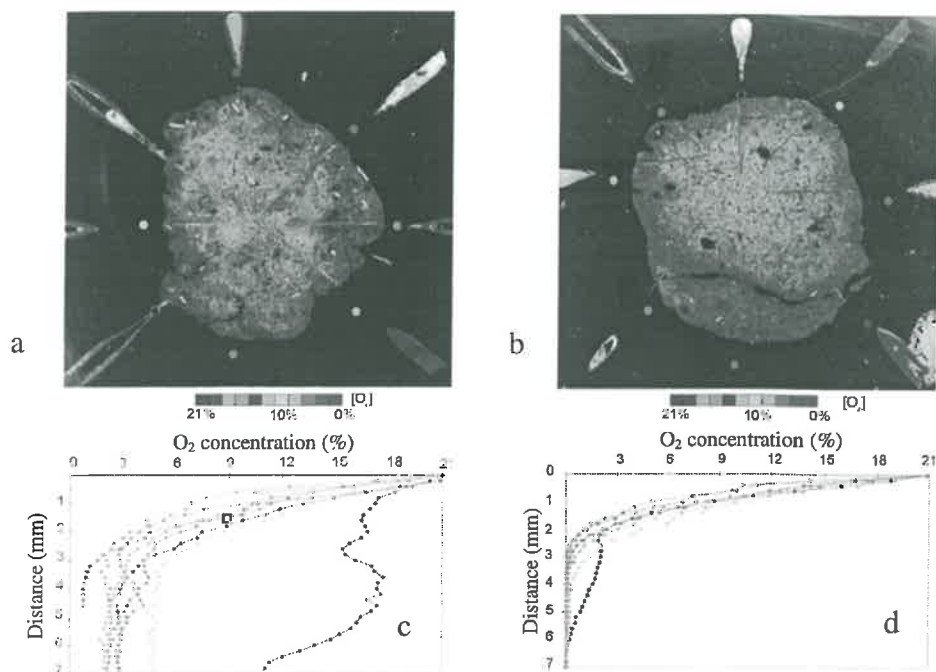 a
b
[O₂]
21% 10% 0%
[O₂]
21% 10% 0%
O₂ concentration (%)
0 3 6 9 12 15 18 21
1
2
3
4
5
6
7
Distance (mm)
c
O₂ concentration (%)
0 3 6 9 12 15 18 21
1
2
3
4
5
6
7
Distance (mm)
d